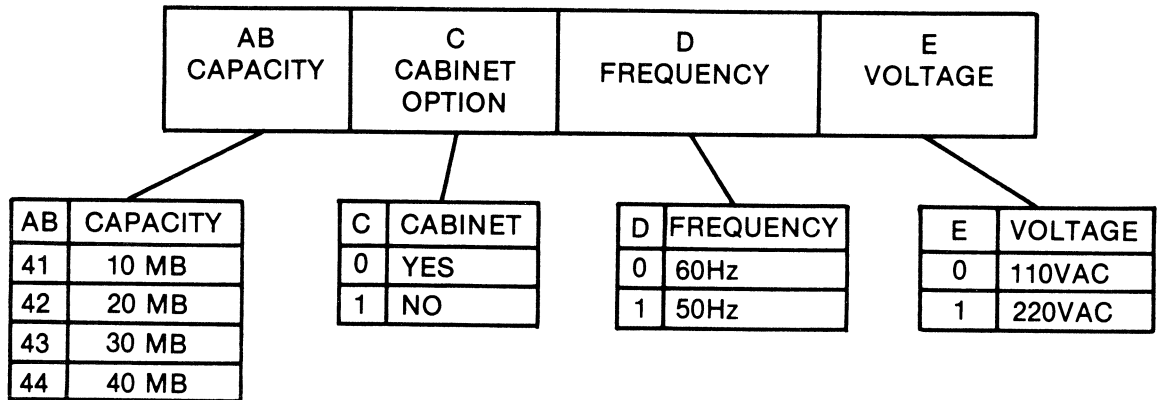 AB
CAPACITY
C
CABINET
OPTION
D
FREQUENCY
E
VOLTAGE
AB CAPACITY
41 10 MB
42 20 MB
43 30 MB
44 40 MB
C CABINET
0 YES
1 NO
D FREQUENCY
0 60Hz
1 50Hz
E VOLTAGE
0 110VAC
1 220VAC